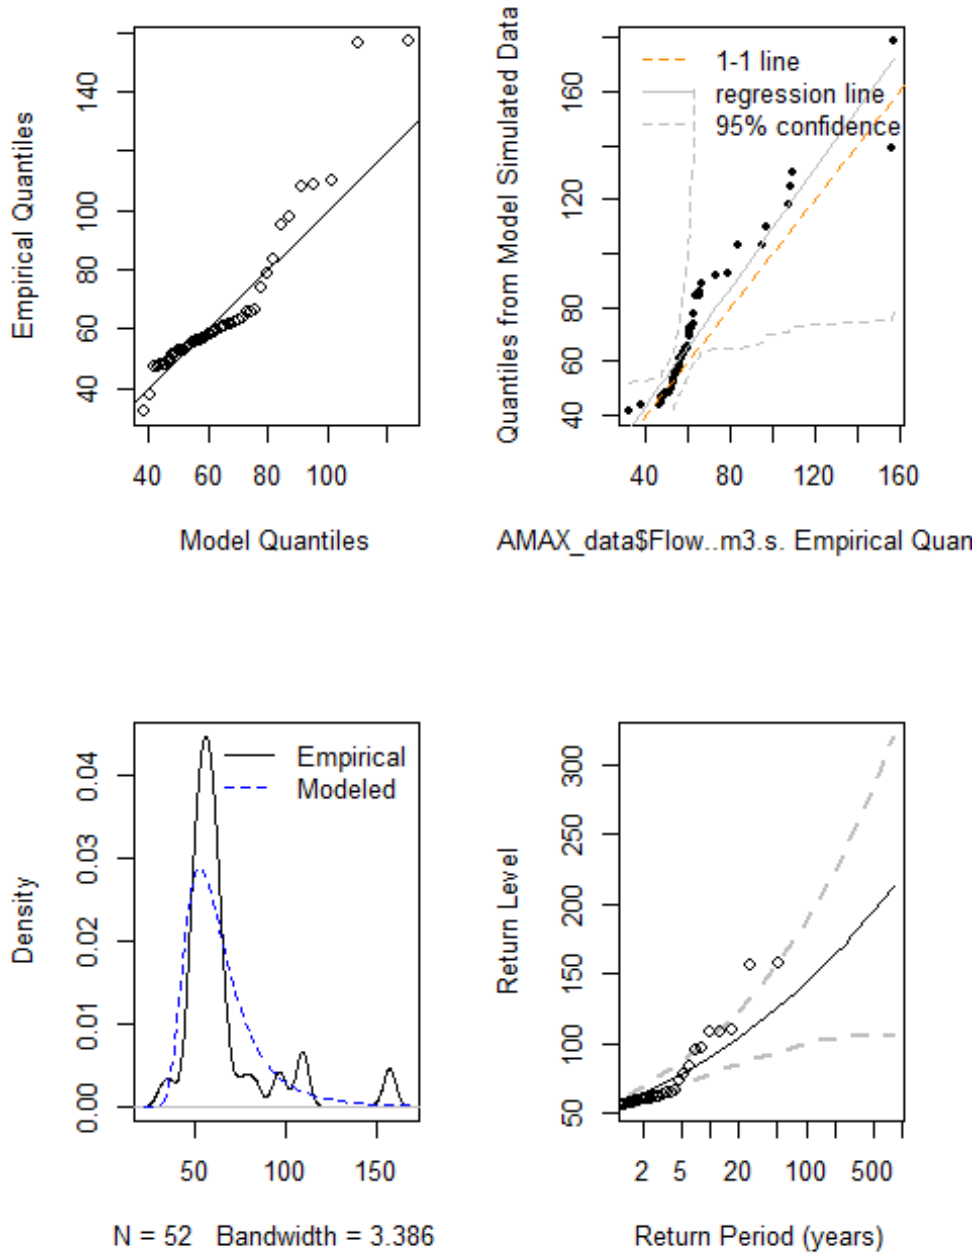 Empirical Quantiles
40 60 80 100 140
40 60 80 100
Model Quantiles
Quantiles from Model Simulated Data
40 60 80 120 160
1-1 line
regression line
95% confidence
40 80 120 160
AMAX_data$Flow..m3.s. Empirical Quan
Density
0.00 0.01 0.02 0.03 0.04
Empirical
Modeled
50 100 150
N = 52 Bandwidth = 3.386
Return Level
50 100 150 200 250 300
2 5 20 100 500
Return Period (years)